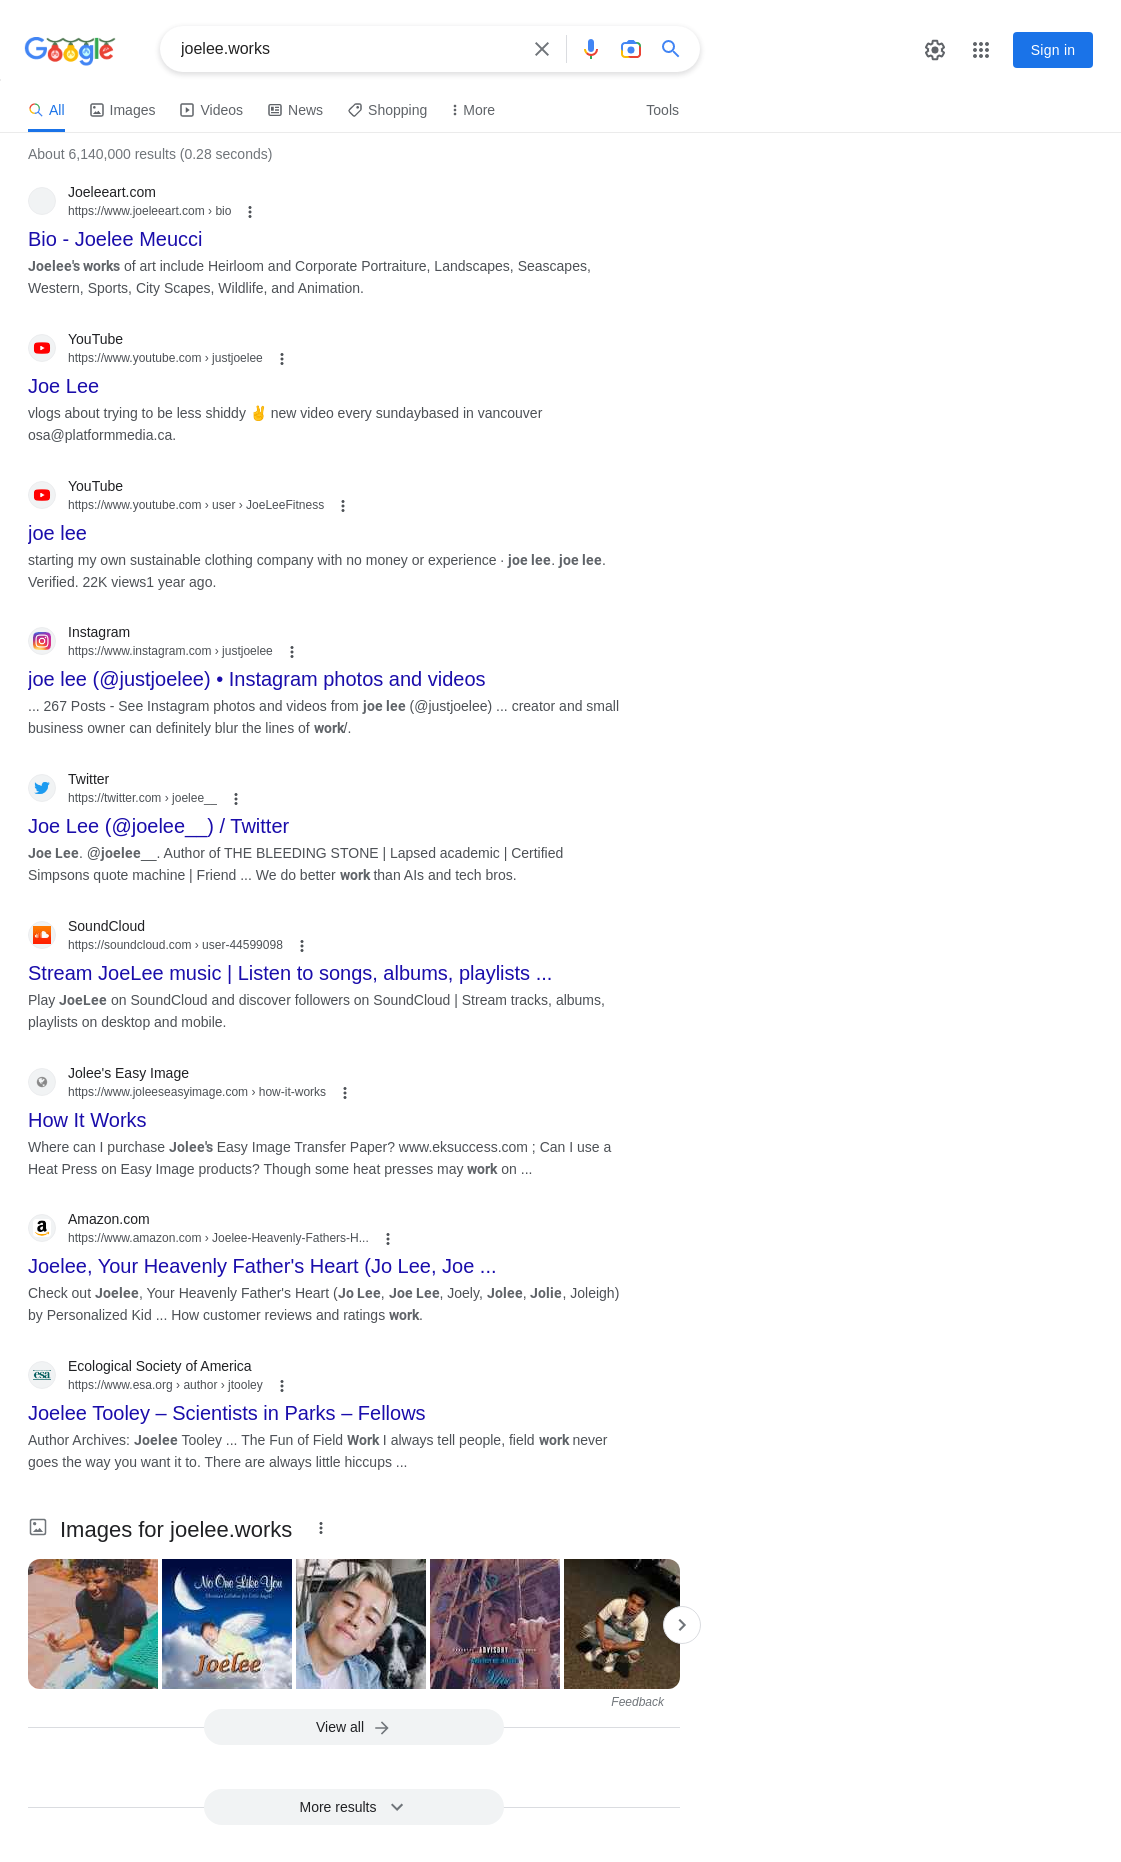 Google
joelee.works
Sign in
All
Images
Videos
News
Shopping
More
Tools
About 6,140,000 results (0.28 seconds)
Joeleeart.com
https://www.joeleeart.com › bio
Bio - Joelee Meucci
Joelee's works of art include Heirloom and Corporate Portraiture, Landscapes, Seascapes,
Western, Sports, City Scapes, Wildlife, and Animation.
YouTube
https://www.youtube.com › justjoelee
Joe Lee
vlogs about trying to be less shiddy ✌ new video every sundaybased in vancouver
osa@platformmedia.ca.
YouTube
https://www.youtube.com › user › JoeLeeFitness
joe lee
starting my own sustainable clothing company with no money or experience · joe lee. joe lee.
Verified. 22K views1 year ago.
Instagram
https://www.instagram.com › justjoelee
joe lee (@justjoelee) • Instagram photos and videos
... 267 Posts - See Instagram photos and videos from joe lee (@justjoelee) ... creator and small
business owner can definitely blur the lines of work/.
Twitter
https://twitter.com › joelee__
Joe Lee (@joelee__) / Twitter
Joe Lee. @joelee__. Author of THE BLEEDING STONE | Lapsed academic | Certified
Simpsons quote machine | Friend ... We do better work than AIs and tech bros.
SoundCloud
https://soundcloud.com › user-44599098
Stream JoeLee music | Listen to songs, albums, playlists ...
Play JoeLee on SoundCloud and discover followers on SoundCloud | Stream tracks, albums,
playlists on desktop and mobile.
Jolee's Easy Image
https://www.joleeseasyimage.com › how-it-works
How It Works
Where can I purchase Jolee's Easy Image Transfer Paper? www.eksuccess.com ; Can I use a
Heat Press on Easy Image products? Though some heat presses may work on ...
a
Amazon.com
https://www.amazon.com › Joelee-Heavenly-Fathers-H...
Joelee, Your Heavenly Father's Heart (Jo Lee, Joe ...
Check out Joelee, Your Heavenly Father's Heart (Jo Lee, Joe Lee, Joely, Jolee, Jolie, Joleigh)
by Personalized Kid ... How customer reviews and ratings work.
esa
Ecological Society of America
https://www.esa.org › author › jtooley
Joelee Tooley – Scientists in Parks – Fellows
Author Archives: Joelee Tooley ... The Fun of Field Work I always tell people, field work never
goes the way you want it to. There are always little hiccups ...
Images for joelee.works
No One Like You
Joelee
ADVISORY
Feedback
View all
More results